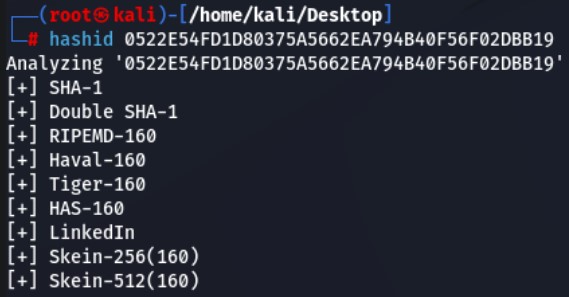 (root㉿kali)-[/home/kali/Desktop]
# hashid 0522E54FD1D80375A5662EA794B40F56F02DBB19
Analyzing '0522E54FD1D80375A5662EA794B40F56F02DBB19'
[+] SHA-1
[+] Double SHA-1
[+] RIPEMD-160
[+] Haval-160
[+] Tiger-160
[+] HAS-160
[+] LinkedIn
[+] Skein-256(160)
[+] Skein-512(160)